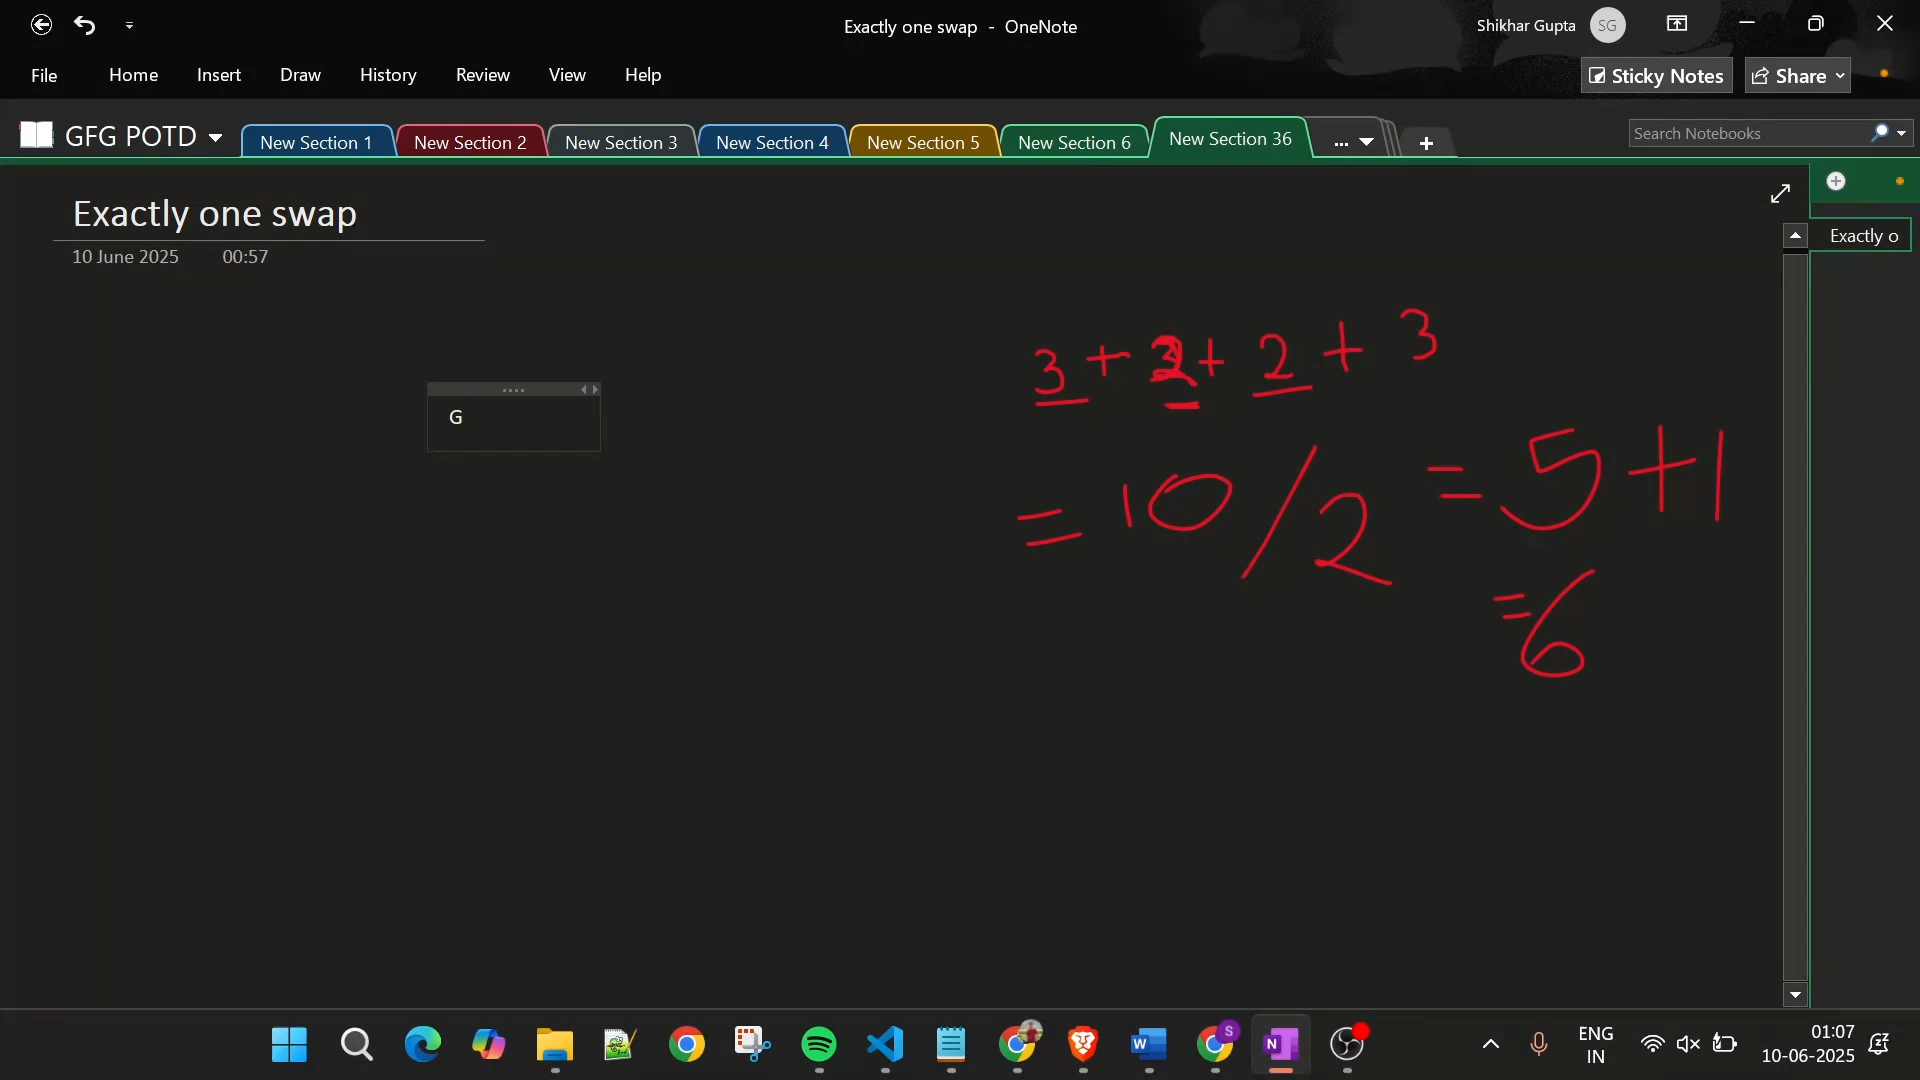 Exactly one swap - OneNote
Shikhar Gupta SG
File Home Insert Draw History Review View Help
Sticky Notes Share
GFG POTD New Section 1 New Section 2 New Section 3 New Section 4 New Section 5 New Section 6 New Section 36 ... + Search Notebooks
Exactly one swap
Exactly o
10 June 2025 00:57
3 + 2 + 2 + 3
G
= 10/2 = 5+1
=6
ENG
IN
01:07
10-06-2025